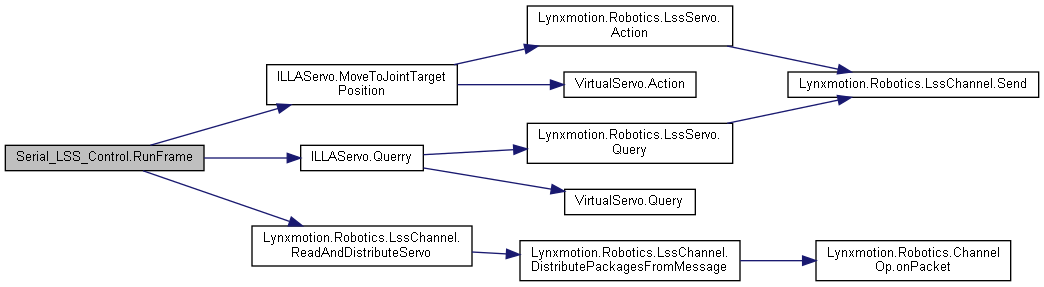 Serial_LSS_Control.RunFrame
ILLAServo.MoveToJointTarget
Position
ILLAServo.Querry
Lynxmotion.Robotics.LssChannel.
ReadAndDistributeServo
Lynxmotion.Robotics.LssServo.
Action
VirtualServo.Action
Lynxmotion.Robotics.LssServo.
Query
VirtualServo.Query
Lynxmotion.Robotics.LssChannel.
DistributePackagesFromMessage
Lynxmotion.Robotics.LssChannel.Send
Lynxmotion.Robotics.Channel
Op.onPacket